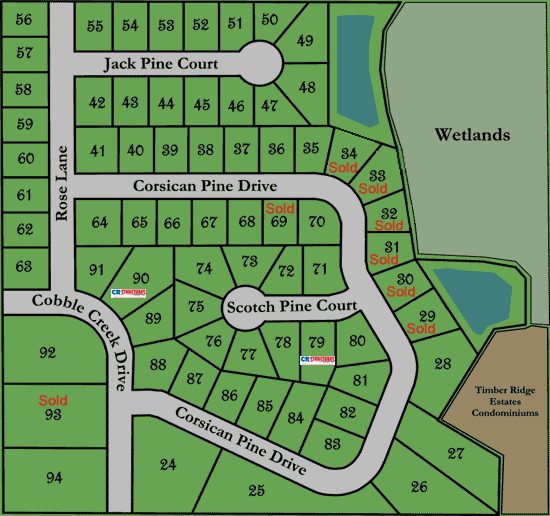 56 55 54 53 52 51 50
57 49
Jack Pine Court
58 48
42 43 44 45 46 47
59
Wetlands
60 41 40 39 38 37 36 35 34
Sold
33
Sold
61 Rose Lane Corsican Pine Drive
62 64 65 66 67 68 Sold
69 70 32
Sold
31
Sold
63 91 90 74 73 72 71 30
Sold
CR STRUCTURES
Cobble Creek Drive 89 75 Scotch Pine Court 29
Sold
92 88 87 76 77 78 79 80 28
CR STRUCTURES
81
Timber Ridge
Estates
Condominiums
Sold
93 86 85 84 82
83
Corsican Pine Drive
94 24 25 26 27